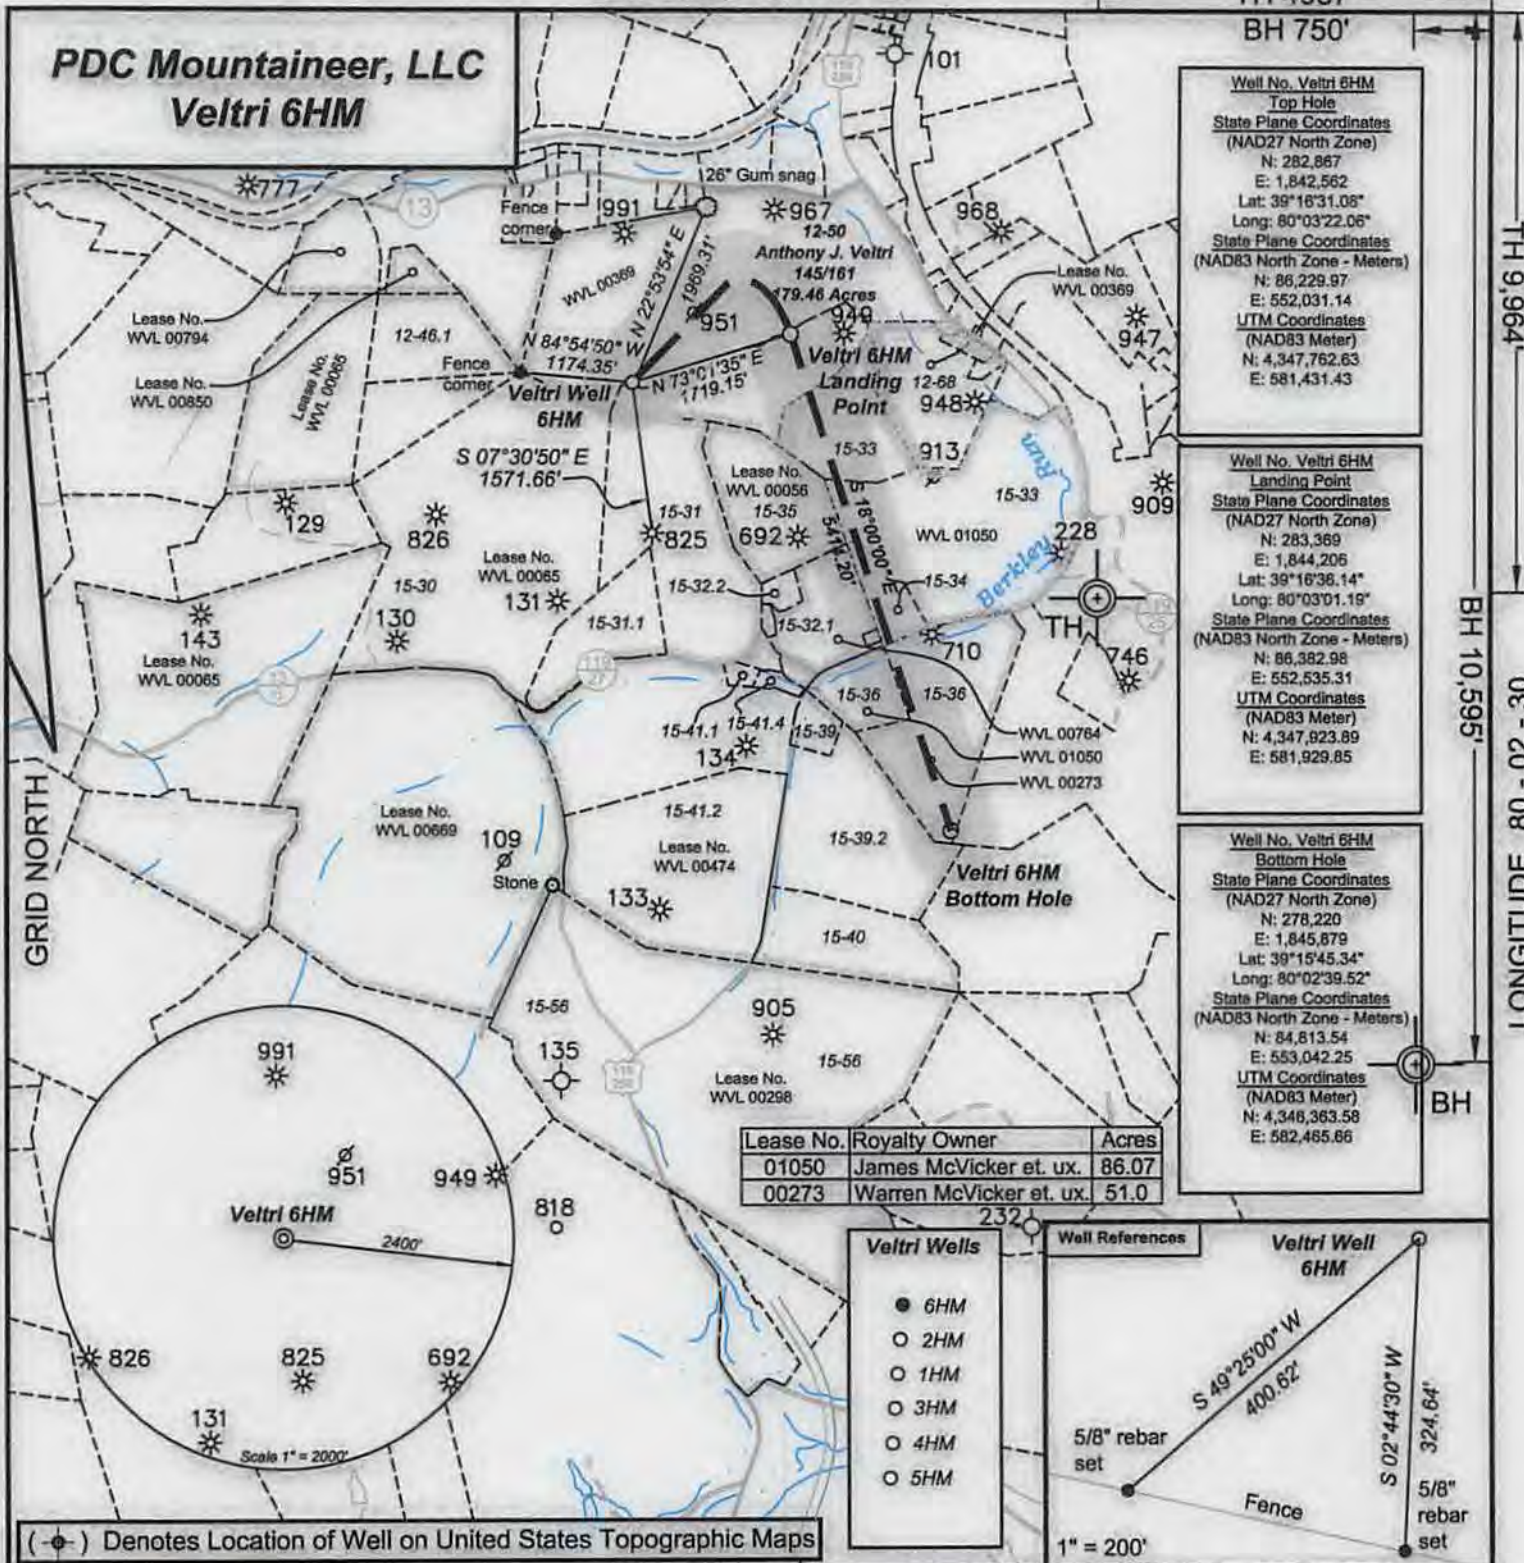 PDC Mountaineer, LLC
Veltri 6HM
BH 750'
101
Well No. Veltri 6HM
Top Hole
State Plane Coordinates
(NAD27 North Zone)
N: 282,867
E: 1,842,562
Lat: 39°16'31.08"
Long: 80°03'22.06"
State Plane Coordinates
(NAD83 North Zone - Meters)
N: 86,229.97
E: 552,031.14
UTM Coordinates
(NAD83 Meter)
N: 4,347,762.63
E: 581,431.43
Well No. Veltri 6HM
Landing Point
State Plane Coordinates
(NAD27 North Zone)
N: 283,369
E: 1,844,206
Lat: 39°16'36.14"
Long: 80°03'01.19"
State Plane Coordinates
(NAD83 North Zone - Meters)
N: 86,382.98
E: 552,535.31
UTM Coordinates
(NAD83 Meter)
N: 4,347,923.89
E: 581,929.85
Well No. Veltri 6HM
Bottom Hole
State Plane Coordinates
(NAD27 North Zone)
N: 278,220
E: 1,845,879
Lat: 39°15'45.34"
Long: 80°02'39.52"
State Plane Coordinates
(NAD83 North Zone - Meters)
N: 84,813.54
E: 553,042.25
UTM Coordinates
(NAD83 Meter)
N: 4,346,363.58
E: 582,465.66
TH 9,964'
BH 10,595'
LONGITUDE 80 - 02 - 30
BH
777
13
Fence
corner
991
26" Gum snag
967
12-50
968
Anthony J. Veltri
145/161
179.46 Acres
WVL 00369
N 22°53'54" E
1969.31'
951
949
Lease No.
WVL 00369
947
Lease No.
WVL 00794
12-46.1
Lease No.
WVL 00850
Lease No.
WVL 00065
Fence
corner
N 84°54'50" W
1174.35'
Veltri Well
6HM
N 73°01'35" E
1719.15'
Veltri 6HM
Landing
Point
12-68
948
S 07°30'50" E
1571.66'
15-33
913
Lease No.
WVL 00056
15-35
692
15-33
Run
909
129
826
15-31
825
S 18°00'00" E
5414.20'
WVL 01050
228
Berkley
Lease No.
WVL 00065
15-30
131
15-32.2
15-34
143
130
15-31.1
15-32.1
TH
710
746
Lease No.
WVL 00065
119
27
15-36
15-36
15-41.1
15-41.4
15-39
134
WVL 00764
WVL 01050
WVL 00273
GRID NORTH
Lease No.
WVL 00669
15-41.2
109
Lease No.
WVL 00474
15-39.2
Stone
133
Veltri 6HM
Bottom Hole
15-40
15-56
905
135
15-56
Lease No.
WVL 00298
Lease No. Royalty Owner Acres
01050 James McVicker et. ux. 86.07
00273 Warren McVicker et. ux. 51.0
991
951
949
818
232
Veltri 6HM
2400'
826
825
692
131
Scale 1" = 2000'
Veltri Wells
6HM
2HM
1HM
3HM
4HM
5HM
Well References
Veltri Well
6HM
S 49°25'00" W
400.62'
S 02°44'30" W
324.64'
5/8" rebar
set
Fence
5/8"
rebar
set
1" = 200'
( ) Denotes Location of Well on United States Topographic Maps